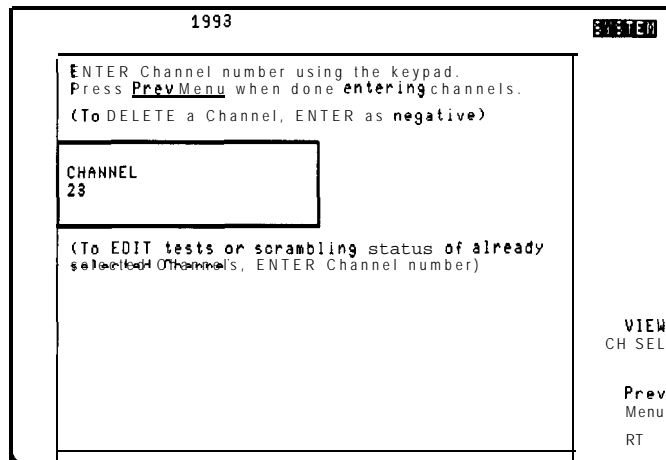 1993
SYSTEM
ENTER Channel number using the keypad.
Press Prev Menu when done entering channels.
(To DELETE a Channel, ENTER as negative)
CHANNEL
23
(To EDIT tests or scrambling status of already
selected Channels, ENTER Channel number)
VIEW
CH SEL
Prev
Menu
RT